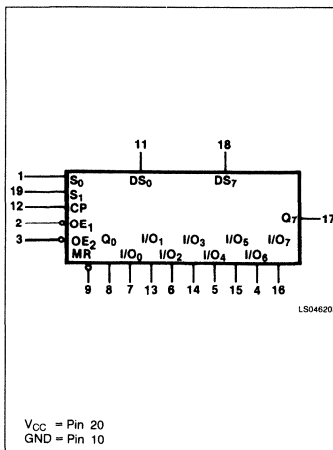 11 18
1 S0 DS0 DS7
19 S1
12 CP
2 OE1 Q7 17
3 OE2 Q0 I/O1 I/O3 I/O5 I/O7
MR I/O0 I/O2 I/O4 I/O6
9 8 7 13 6 14 5 15 4 16
LS04620
VCC = Pin 20
GND = Pin 10